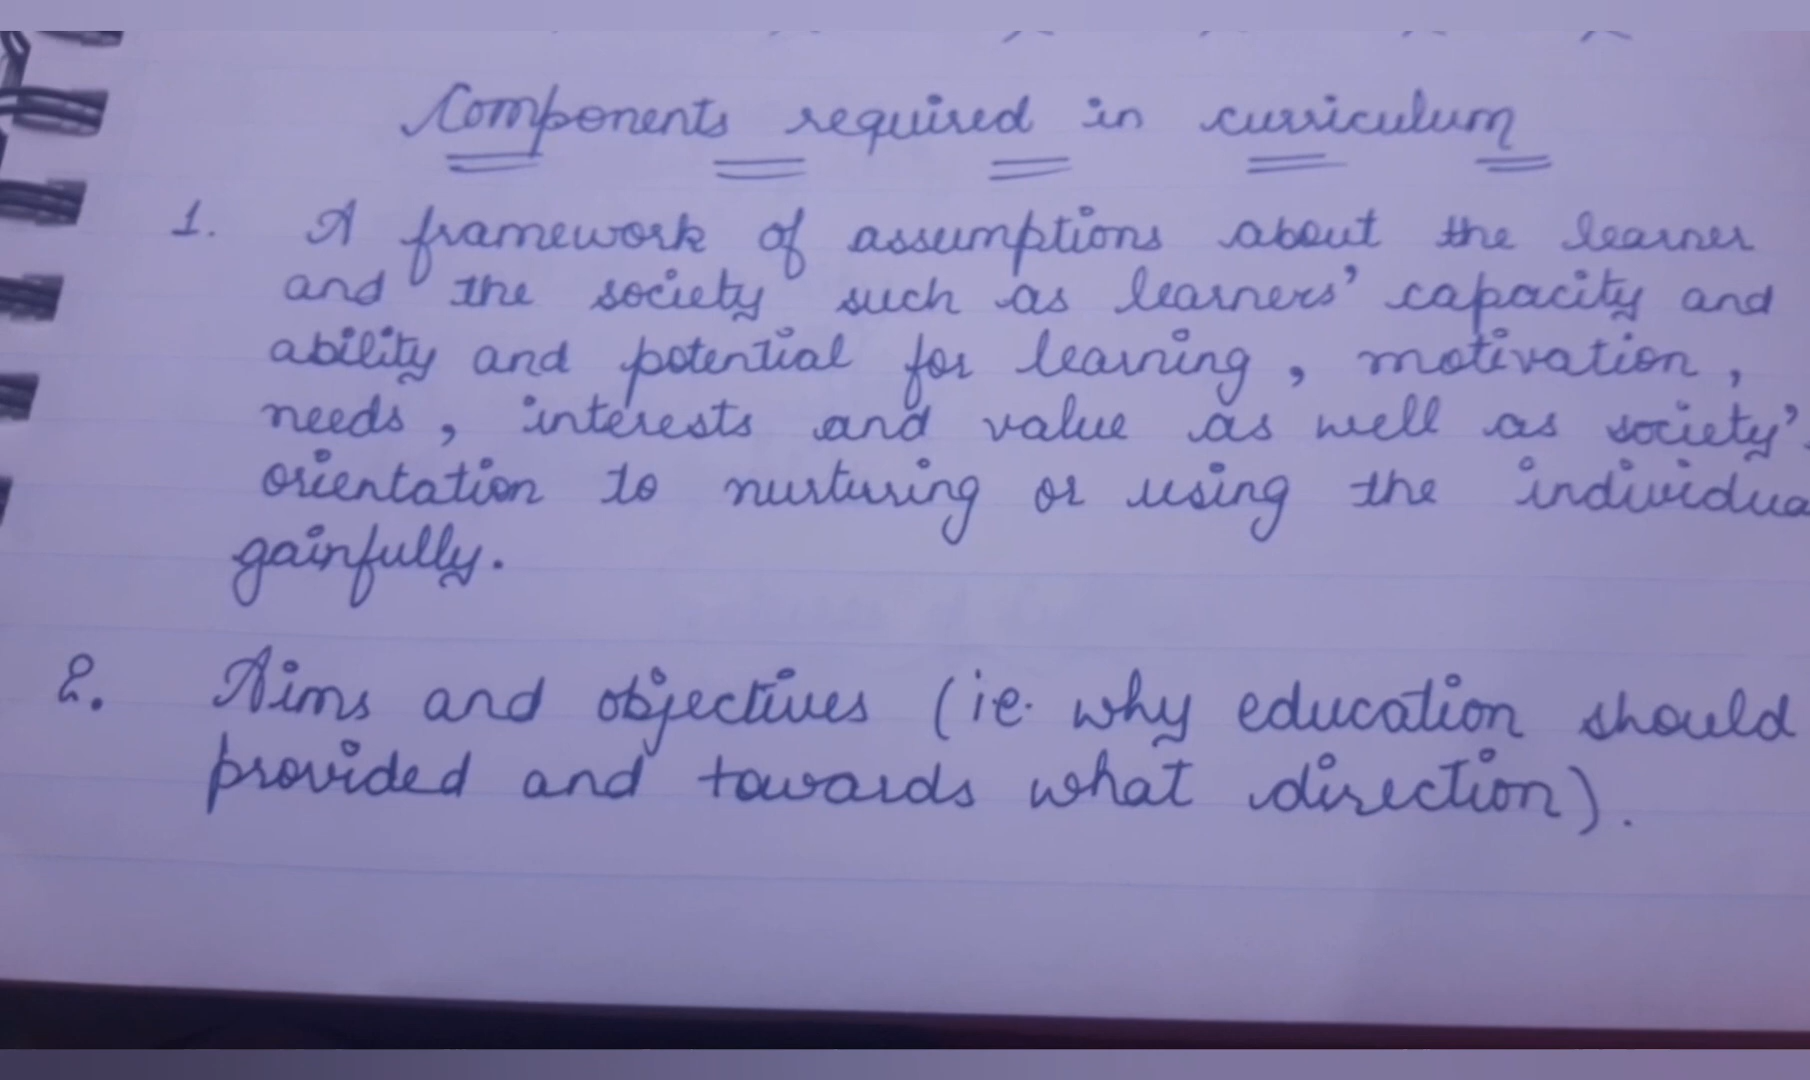 Components required in curriculum
1. A framework of assumptions about the learner
and the society such as learners' capacity and
ability and potential for learning, motivation,
needs, interests and value as well as society'
orientation to nurturing or using the individua
gainfully.
2. Aims and objectives (ie. why education should
provided and towards what direction).